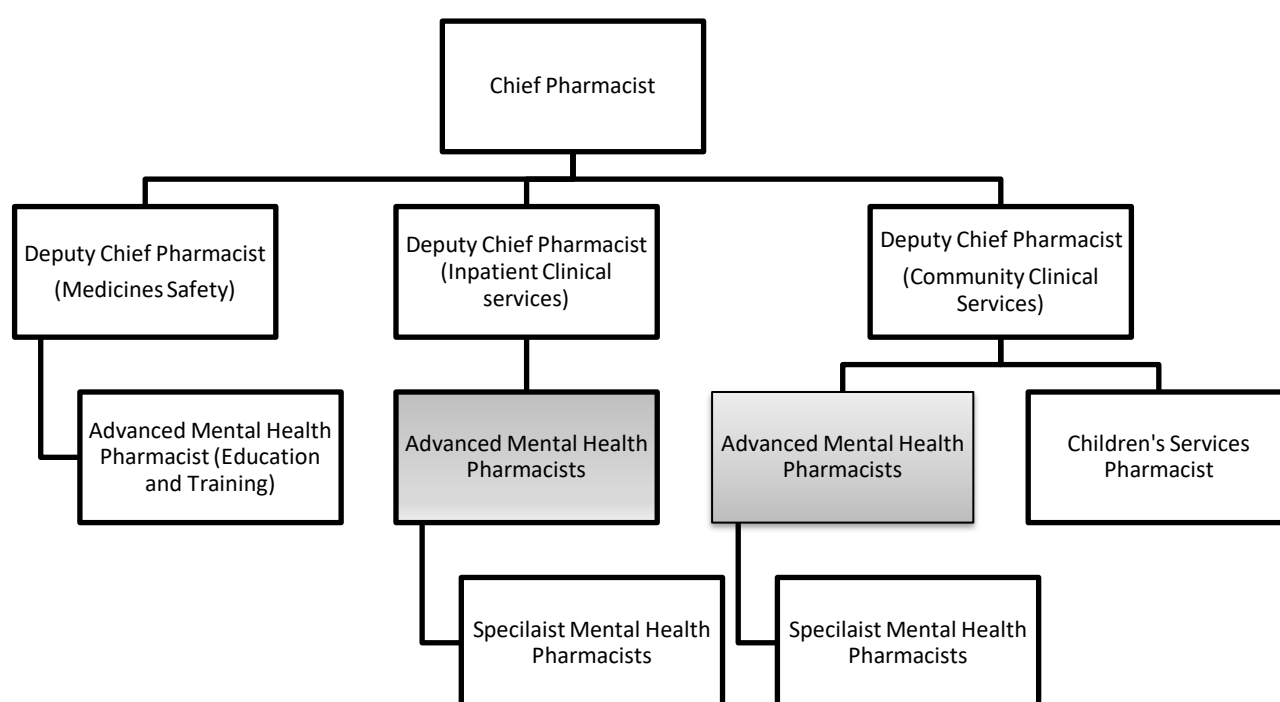 Chief Pharmacist
Deputy Chief Pharmacist
(Medicines Safety)
Deputy Chief Pharmacist
(Inpatient Clinical
services)
Deputy Chief Pharmacist
(Community Clinical
Services)
Advanced Mental Health
Pharmacist (Education
and Training)
Advanced Mental Health
Pharmacists
Advanced Mental Health
Pharmacists
Children's Services
Pharmacist
Specilaist Mental Health
Pharmacists
Specilaist Mental Health
Pharmacists